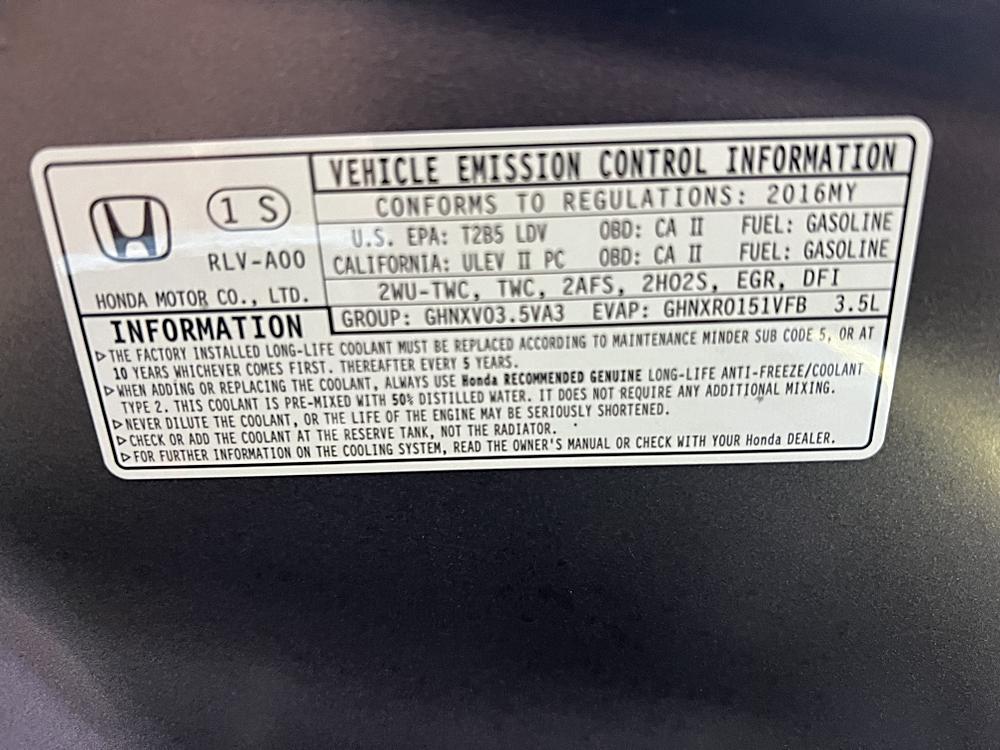 VEHICLE EMISSION CONTROL INFORMATION
1 S
CONFORMS TO REGULATIONS: 2016MY
U.S. EPA: T2B5 LDV OBD: CA II FUEL: GASOLINE
RLV-A00
CALIFORNIA: ULEV II PC OBD: CA II FUEL: GASOLINE
HONDA MOTOR CO., LTD.
2WU-TWC, TWC, 2AFS, 2HO2S, EGR, DFI
GROUP: GHNXV03.5VA3 EVAP: GHNXR0151VFB 3.5L
INFORMATION
▷THE FACTORY INSTALLED LONG-LIFE COOLANT MUST BE REPLACED ACCORDING TO MAINTENANCE MINDER SUB CODE 5, OR AT
10 YEARS WHICHEVER COMES FIRST. THEREAFTER EVERY 5 YEARS.
▷WHEN ADDING OR REPLACING THE COOLANT, ALWAYS USE Honda RECOMMENDED GENUINE LONG-LIFE ANTI-FREEZE/COOLANT
TYPE 2. THIS COOLANT IS PRE-MIXED WITH 50% DISTILLED WATER. IT DOES NOT REQUIRE ANY ADDITIONAL MIXING.
▷NEVER DILUTE THE COOLANT, OR THE LIFE OF THE ENGINE MAY BE SERIOUSLY SHORTENED.
▷CHECK OR ADD THE COOLANT AT THE RESERVE TANK, NOT THE RADIATOR.
▷FOR FURTHER INFORMATION ON THE COOLING SYSTEM, READ THE OWNER'S MANUAL OR CHECK WITH YOUR Honda DEALER.